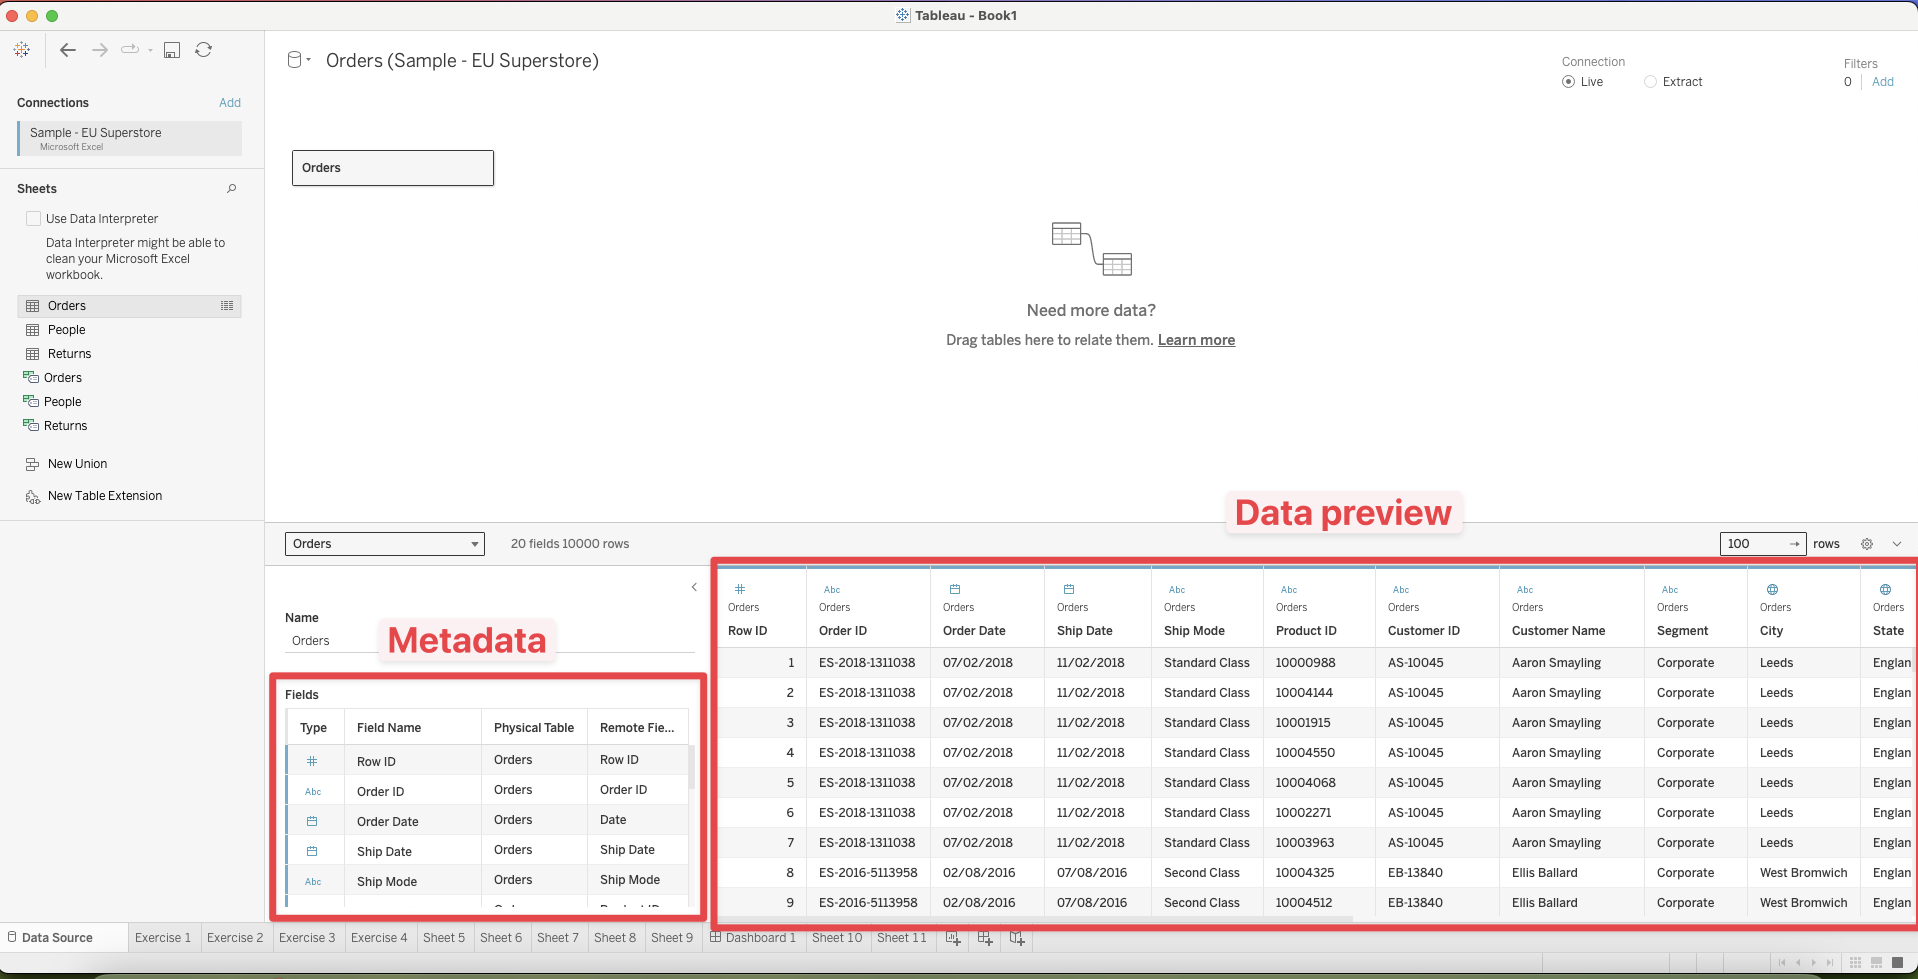 Tableau - Book1
Connections Add
Sample - EU Superstore
Microsoft Excel
Sheets
Use Data Interpreter
Data Interpreter might be able to
clean your Microsoft Excel
workbook.
Orders
People
Returns
Orders
People
Returns
New Union
New Table Extension
Orders (Sample - EU Superstore)
Connection
Live Extract
Filters
0 Add
Orders
Need more data?
Drag tables here to relate them. Learn more
Data preview
Orders 20 fields 10000 rows 100 → rows
Name
Orders
Metadata
Fields
Type Field Name Physical Table Remote Fie...
# Row ID Orders Row ID
Abc Order ID Orders Order ID
Order Date Orders Date
Ship Date Orders Ship Date
Abc Ship Mode Orders Ship Mode
# Abc Abc Abc Abc Abc Abc
Orders Orders Orders Orders Orders Orders Orders Orders Orders Orders Orders
Row ID Order ID Order Date Ship Date Ship Mode Product ID Customer ID Customer Name Segment City State
1 ES-2018-1311038 07/02/2018 11/02/2018 Standard Class 10000988 AS-10045 Aaron Smayling Corporate Leeds Englan
2 ES-2018-1311038 07/02/2018 11/02/2018 Standard Class 10004144 AS-10045 Aaron Smayling Corporate Leeds Englan
3 ES-2018-1311038 07/02/2018 11/02/2018 Standard Class 10001915 AS-10045 Aaron Smayling Corporate Leeds Englan
4 ES-2018-1311038 07/02/2018 11/02/2018 Standard Class 10004550 AS-10045 Aaron Smayling Corporate Leeds Englan
5 ES-2018-1311038 07/02/2018 11/02/2018 Standard Class 10004068 AS-10045 Aaron Smayling Corporate Leeds Englan
6 ES-2018-1311038 07/02/2018 11/02/2018 Standard Class 10002271 AS-10045 Aaron Smayling Corporate Leeds Englan
7 ES-2018-1311038 07/02/2018 11/02/2018 Standard Class 10003963 AS-10045 Aaron Smayling Corporate Leeds Englan
8 ES-2016-5113958 02/08/2016 07/08/2016 Second Class 10004325 EB-13840 Ellis Ballard Corporate West Bromwich Englan
9 ES-2016-5113958 02/08/2016 07/08/2016 Second Class 10004512 EB-13840 Ellis Ballard Corporate West Bromwich Englan
Data Source Exercise 1 Exercise 2 Exercise 3 Exercise 4 Sheet 5 Sheet 6 Sheet 7 Sheet 8 Sheet 9 Dashboard 1 Sheet 10 Sheet 11